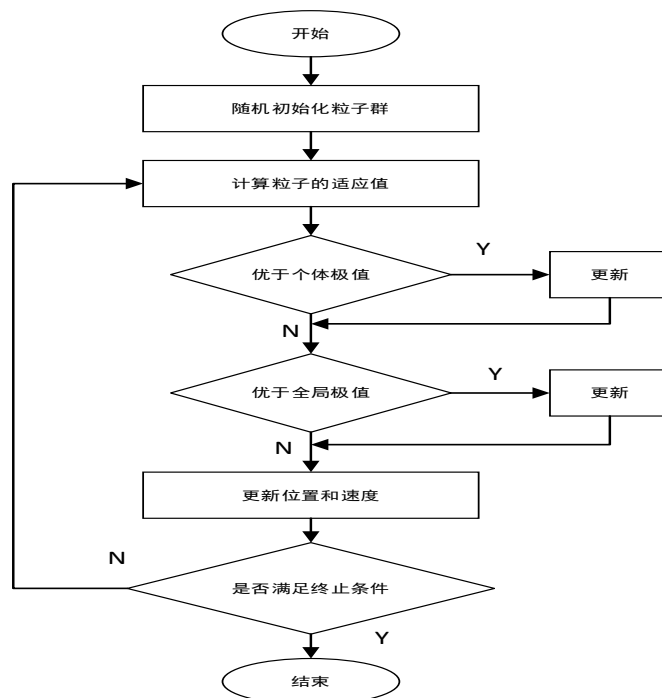 开始
随机初始化粒子群
计算粒子的适应值
优于个体极值
Y
更新
N
优于全局极值
Y
更新
N
更新位置和速度
N
是否满足终止条件
Y
结束